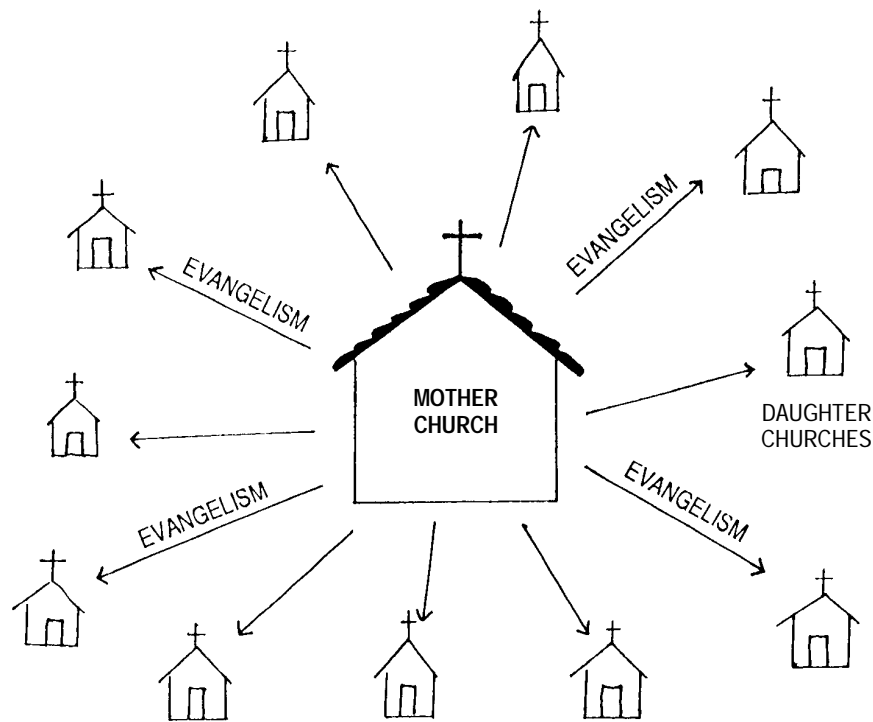 EVANGELISM
EVANGELISM
MOTHER
CHURCH
DAUGHTER
CHURCHES
EVANGELISM
EVANGELISM